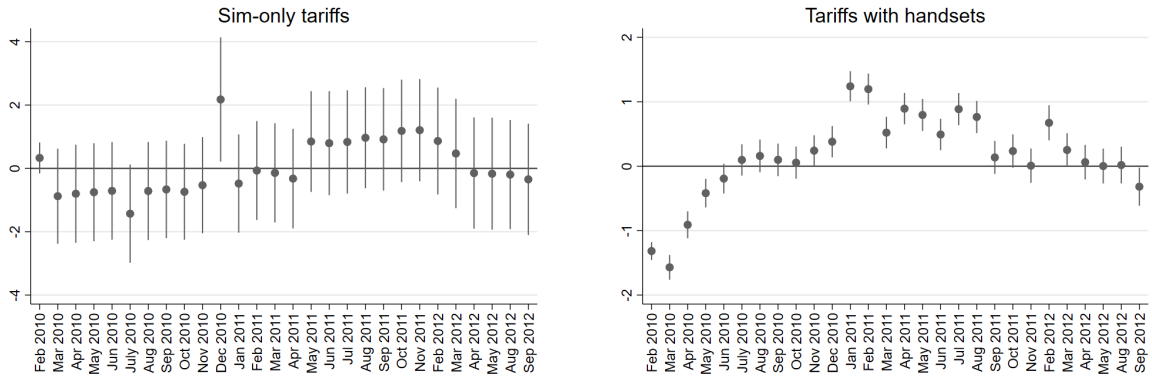 Sim-only tariffs
4
2
0
-2
-4
Feb 2010
Mar 2010
Apr 2010
May 2010
Jun 2010
July 2010
Aug 2010
Sep 2010
Oct 2010
Nov 2010
Dec 2010
Jan 2011
Feb 2011
Mar 2011
Apr 2011
May 2011
Jun 2011
Jul 2011
Aug 2011
Sep 2011
Oct 2011
Nov 2011
Feb 2012
Mar 2012
Apr 2012
May 2012
Aug 2012
Sep 2012
Tariffs with handsets
2
1
0
-1
-2
Feb 2010
Mar 2010
Apr 2010
May 2010
Jun 2010
July 2010
Aug 2010
Sep 2010
Oct 2010
Nov 2010
Dec 2010
Jan 2011
Feb 2011
Mar 2011
Apr 2011
May 2011
Jun 2011
Jul 2011
Aug 2011
Sep 2011
Oct 2011
Nov 2011
Feb 2012
Mar 2012
Apr 2012
May 2012
Aug 2012
Sep 2012